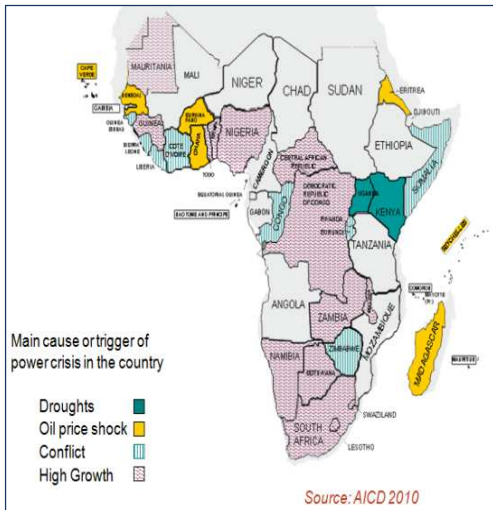 CAPE
VERDE
MAURITANIA
MALI
NIGER
CHAD
SUDAN
ERITREA
SENEGAL
GAMBIA
BURKINA
FASO
DJIBOUTI
GUINEA
BISSAU
GUINEA
NIGERIA
SIERRA
LEONE
COTE
D'IVOIRE
GHANA
ETHIOPIA
CENTRAL AFRICAN
REPUBLIC
LIBERIA
TOGO
CAMEROON
SOMALIA
EQUATORIAL GUINEA
DEMOCRATIC
REPUBLIC
OF CONGO
UGANDA
KENYA
SAO TOME AND PRINCIPE
GABON
CONGO
RWANDA
BURUNDI
TANZANIA
SEYCHELLES
COMOROS
MAYOTTE
ANGOLA
ZAMBIA
MOZAMBIQUE
MADAGASCAR
ZIMBABWE
NAMIBIA
BOTSWANA
SWAZILAND
SOUTH
AFRICA
LESOTHO
Main cause or trigger of
power crisis in the country
Droughts
Oil price shock
Conflict
High Growth
Source: AICD 2010